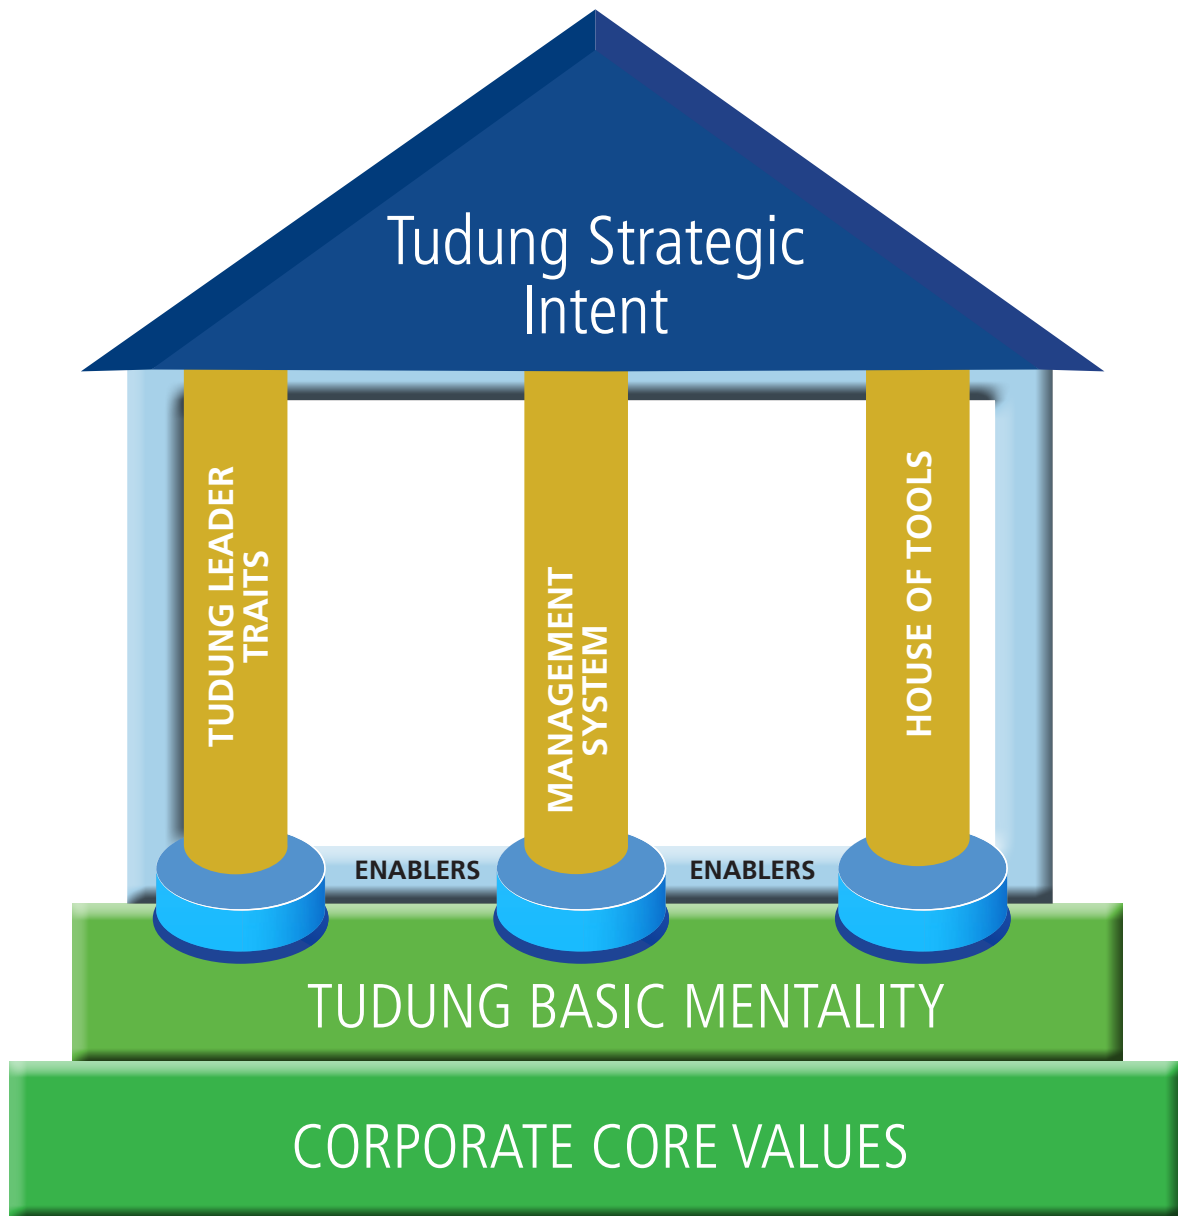 Tudung Strategic
Intent
TUDUNG LEADER
TRAITS
MANAGEMENT
SYSTEM
HOUSE OF TOOLS
ENABLERS
ENABLERS
TUDUNG BASIC MENTALITY
CORPORATE CORE VALUES